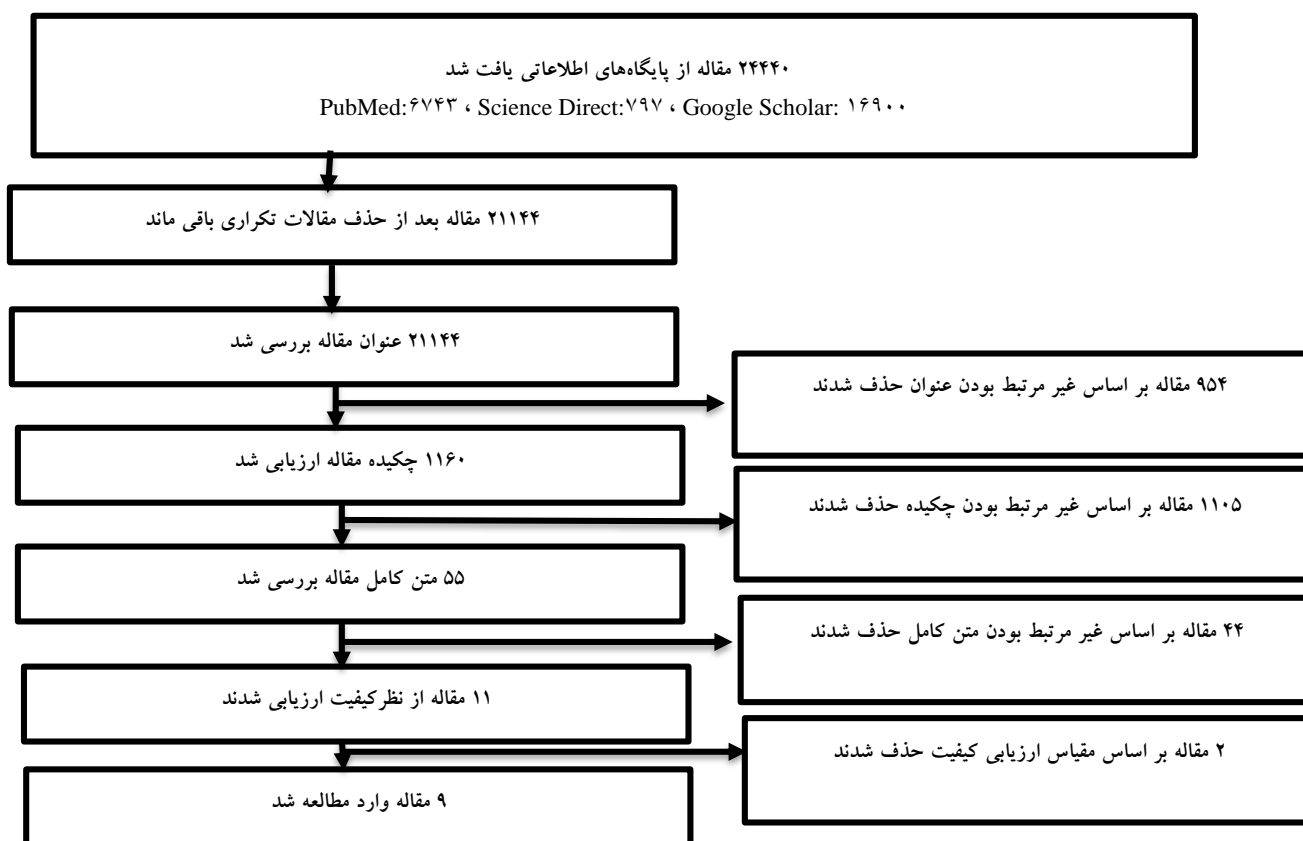 ۲۴۴۴۰ مقاله از پایگاه‌های اطلاعاتی یافت شد
PubMed:۶۷۴۳ ، Science Direct:۷۹۷ ، Google Scholar: ۱۶۹۰۰
۲۱۱۴۴ مقاله بعد از حذف مقالات تکراری باقی ماند
۲۱۱۴۴ عنوان مقاله بررسی شد
۹۵۴ مقاله بر اساس غیر مرتبط بودن عنوان حذف شدند
۱۱۶۰ چکیده مقاله ارزیابی شد
۱۱۰۵ مقاله بر اساس غیر مرتبط بودن چکیده حذف شدند
۵۵ متن کامل مقاله بررسی شد
۴۴ مقاله بر اساس غیر مرتبط بودن متن کامل حذف شدند
۱۱ مقاله از نظرکیفیت ارزیابی شدند
۲ مقاله بر اساس مقیاس ارزیابی کیفیت حذف شدند
۹ مقاله وارد مطالعه شد